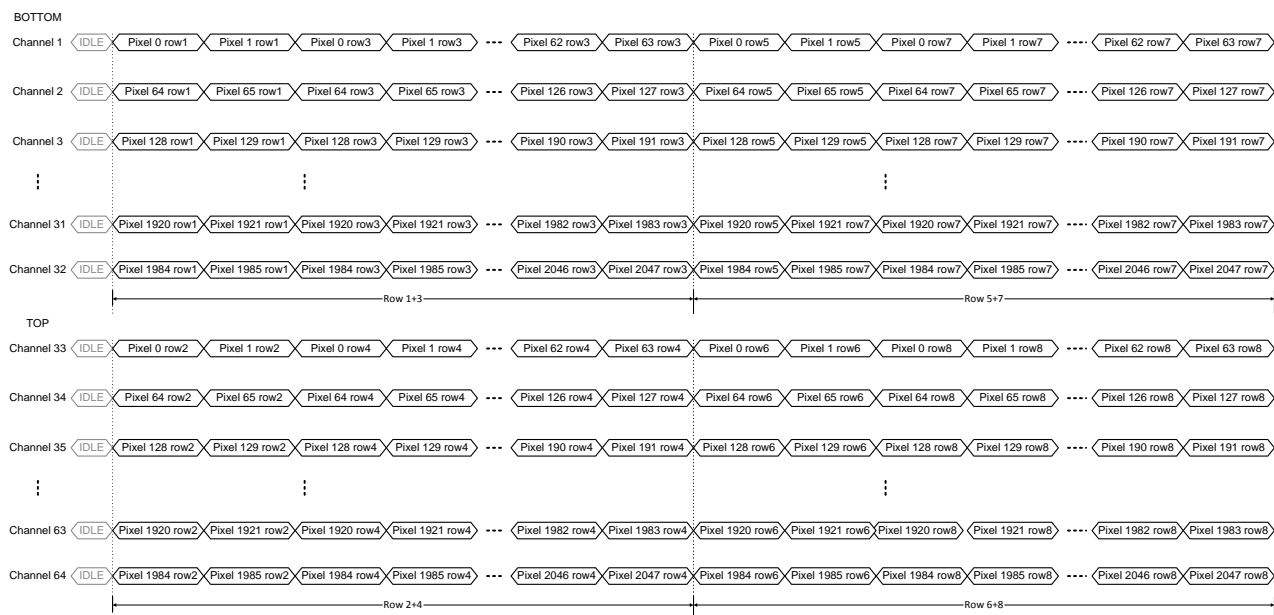 BOTTOM
Channel 1 IDLE Pixel 0 row1 Pixel 1 row1 Pixel 0 row3 Pixel 1 row3 Pixel 62 row3 Pixel 63 row3 Pixel 0 row5 Pixel 1 row5 Pixel 0 row7 Pixel 1 row7 Pixel 62 row7 Pixel 63 row7
Channel 2 IDLE Pixel 64 row1 Pixel 65 row1 Pixel 64 row3 Pixel 65 row3 Pixel 126 row3 Pixel 127 row3 Pixel 64 row5 Pixel 65 row5 Pixel 64 row7 Pixel 65 row7 Pixel 126 row7 Pixel 127 row7
Channel 3 IDLE Pixel 128 row1 Pixel 129 row1 Pixel 128 row3 Pixel 129 row3 Pixel 190 row3 Pixel 191 row3 Pixel 128 row5 Pixel 129 row5 Pixel 128 row7 Pixel 129 row7 Pixel 190 row7 Pixel 191 row7
Channel 31 IDLE Pixel 1920 row1 Pixel 1921 row1 Pixel 1920 row3 Pixel 1921 row3 Pixel 1982 row3 Pixel 1983 row3 Pixel 1920 row5 Pixel 1921 row7 Pixel 1920 row7 Pixel 1921 row7 Pixel 1982 row7 Pixel 1983 row7
Channel 32 IDLE Pixel 1984 row1 Pixel 1985 row1 Pixel 1984 row3 Pixel 1985 row3 Pixel 2046 row3 Pixel 2047 row3 Pixel 1984 row5 Pixel 1985 row7 Pixel 1984 row7 Pixel 1985 row7 Pixel 2046 row7 Pixel 2047 row7
Row 1+3 Row 5+7
TOP
Channel 33 IDLE Pixel 0 row2 Pixel 1 row2 Pixel 0 row4 Pixel 1 row4 Pixel 62 row4 Pixel 63 row4 Pixel 0 row6 Pixel 1 row6 Pixel 0 row8 Pixel 1 row8 Pixel 62 row8 Pixel 63 row8
Channel 34 IDLE Pixel 64 row2 Pixel 65 row2 Pixel 64 row4 Pixel 65 row4 Pixel 126 row4 Pixel 127 row4 Pixel 64 row6 Pixel 65 row6 Pixel 64 row8 Pixel 65 row8 Pixel 126 row8 Pixel 127 row8
Channel 35 IDLE Pixel 128 row2 Pixel 129 row2 Pixel 128 row4 Pixel 129 row4 Pixel 190 row4 Pixel 191 row4 Pixel 128 row6 Pixel 129 row6 Pixel 128 row8 Pixel 129 row8 Pixel 190 row8 Pixel 191 row8
Channel 63 IDLE Pixel 1920 row2 Pixel 1921 row2 Pixel 1920 row4 Pixel 1921 row4 Pixel 1982 row4 Pixel 1983 row4 Pixel 1920 row6 Pixel 1921 row6 Pixel 1920 row8 Pixel 1921 row8 Pixel 1982 row8 Pixel 1983 row8
Channel 64 IDLE Pixel 1984 row2 Pixel 1985 row2 Pixel 1984 row4 Pixel 1985 row4 Pixel 2046 row4 Pixel 2047 row4 Pixel 1984 row6 Pixel 1985 row6 Pixel 1984 row8 Pixel 1985 row8 Pixel 2046 row8 Pixel 2047 row8
Row 2+4 Row 6+8